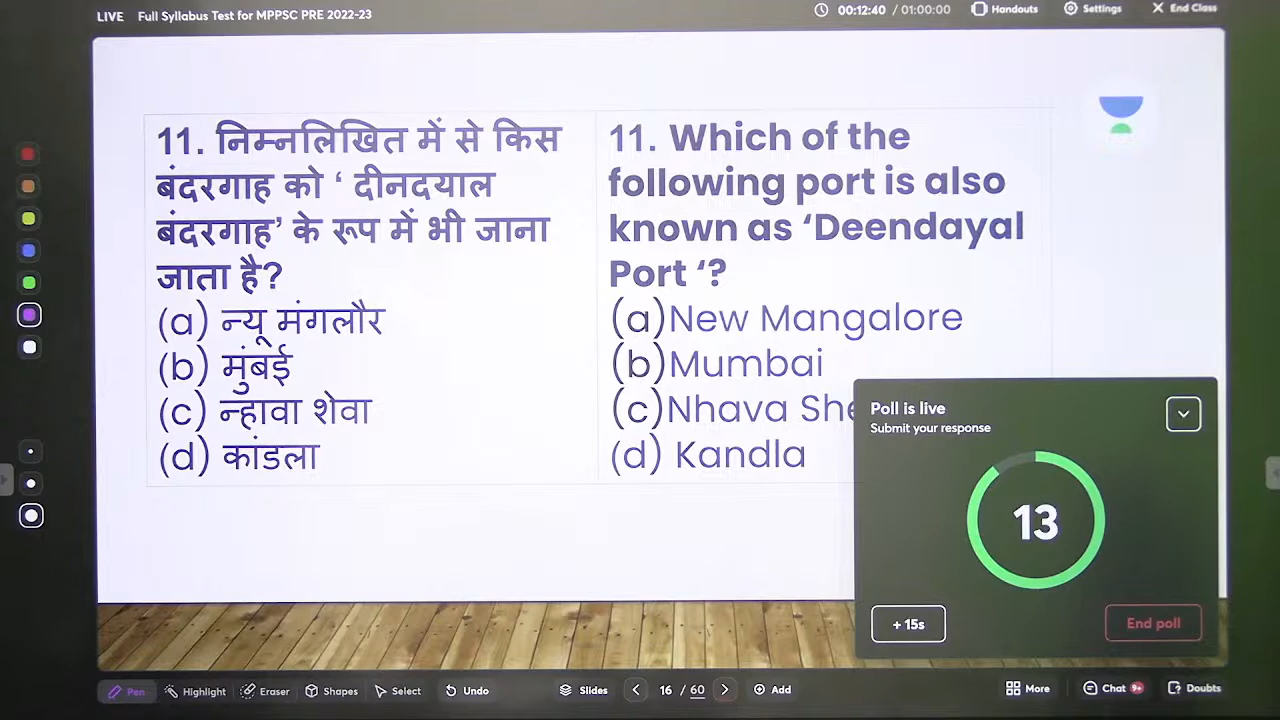 LIVE Full Syllabus Test for MPPSC PRE 2022-23
00:12:40 / 01:00:00 Handouts Settings End Class
11. निम्नलिखित में से किस
बंदरगाह को ‘ दीनदयाल
बंदरगाह’ के रूप में भी जाना
जाता है?
(a) न्यू मंगलौर
(b) मुंबई
(c) न्हावा शेवा
(d) कांडला
11. Which of the
following port is also
known as ‘Deendayal
Port ‘?
(a)New Mangalore
(b)Mumbai
(c)Nhava She
(d) Kandla
Poll is live
Submit your response
13
+ 15s End poll
Pen Highlight Eraser Shapes Select Undo Slides 16 / 60 Add More Chat 9+ Doubts